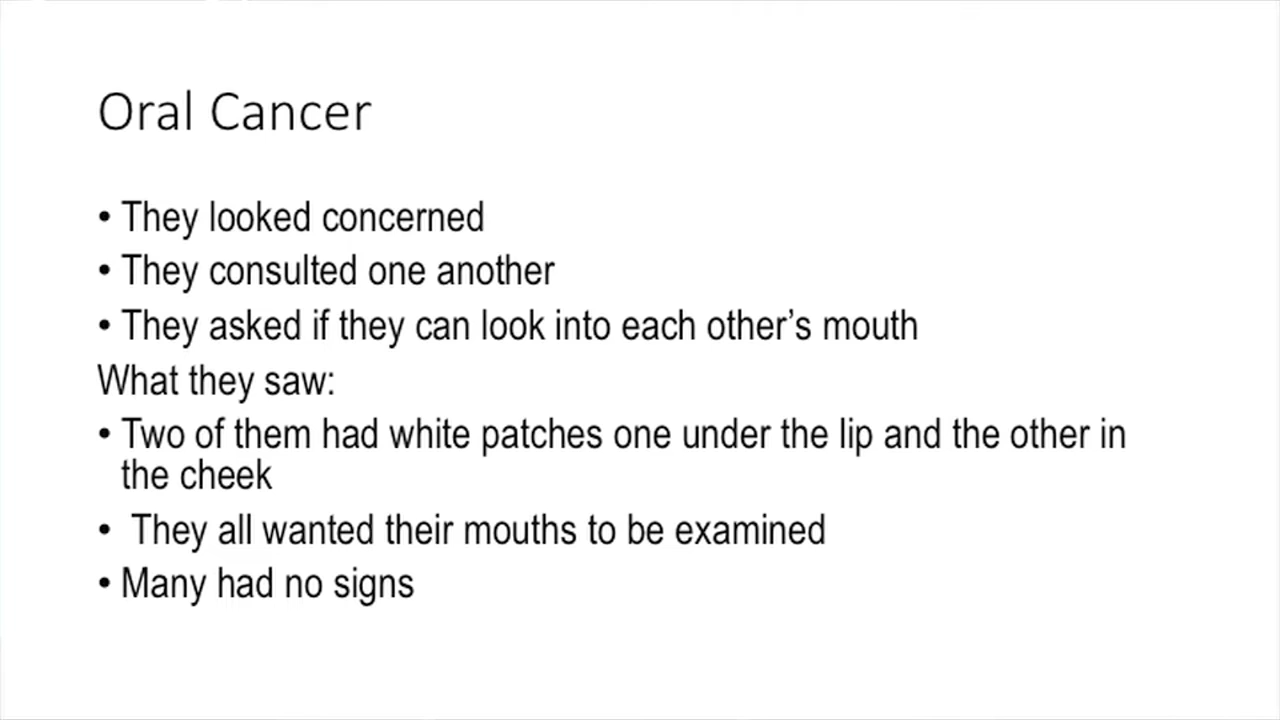 Oral Cancer
• They looked concerned
• They consulted one another
• They asked if they can look into each other’s mouth
What they saw:
• Two of them had white patches one under the lip and the other in
the cheek
• They all wanted their mouths to be examined
• Many had no signs